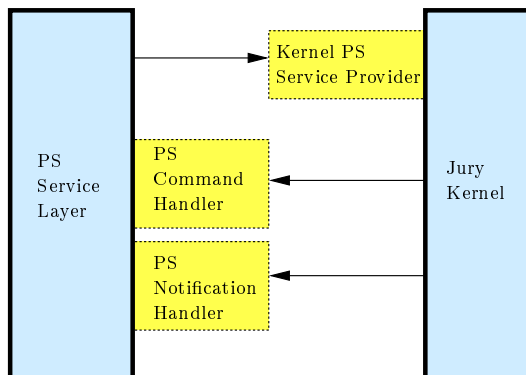 Kernel PS
Service Provider
PS
Service
Layer
PS
Command
Handler
PS
Notification
Handler
Jury
Kernel